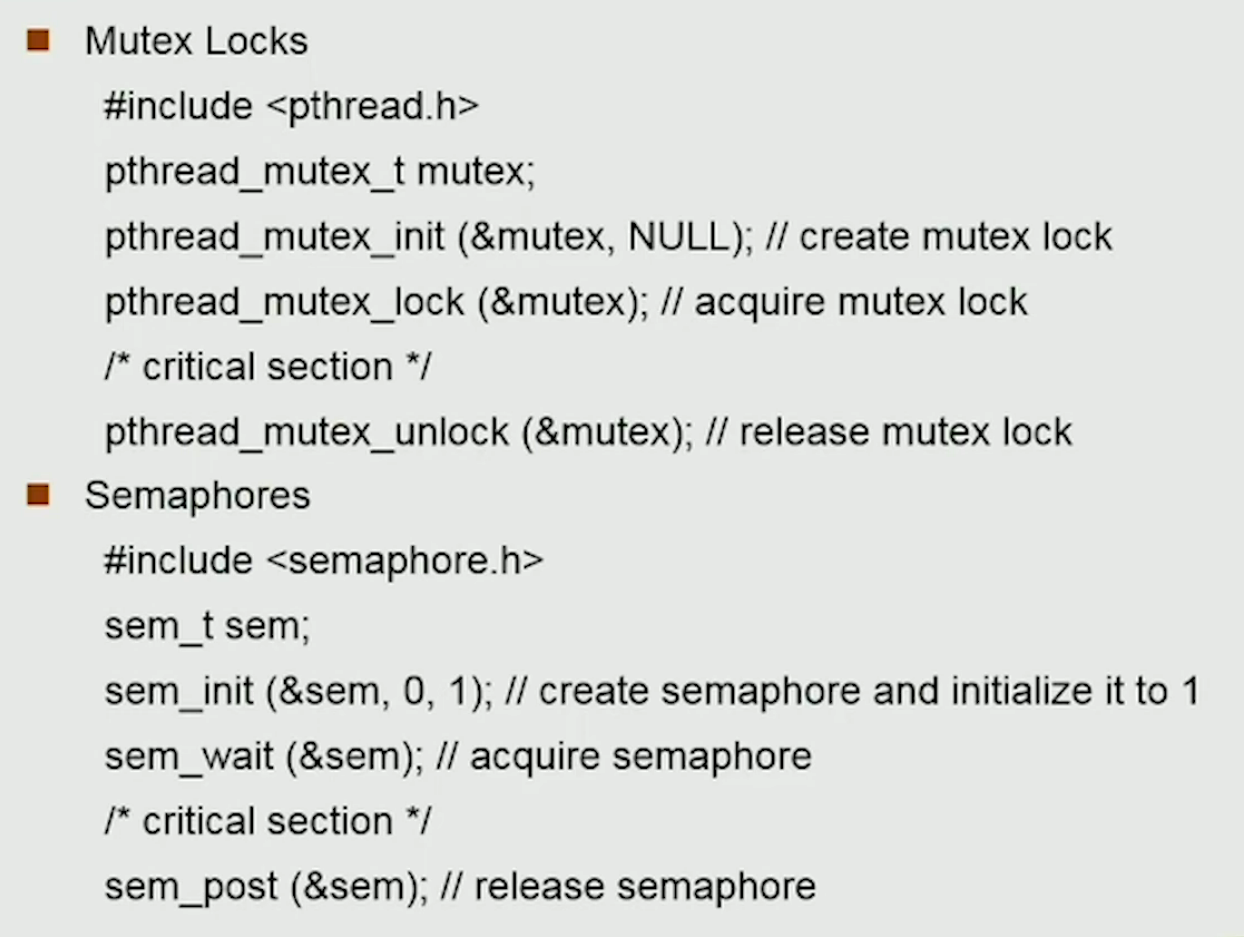 Mutex Locks
#include <pthread.h>
pthread_mutex_t mutex;
pthread_mutex_init (&mutex, NULL); // create mutex lock
pthread_mutex_lock (&mutex); // acquire mutex lock
/* critical section */
pthread_mutex_unlock (&mutex); // release mutex lock
Semaphores
#include <semaphore.h>
sem_t sem;
sem_init (&sem, 0, 1); // create semaphore and initialize it to 1
sem_wait (&sem); // acquire semaphore
/* critical section */
sem_post (&sem); // release semaphore